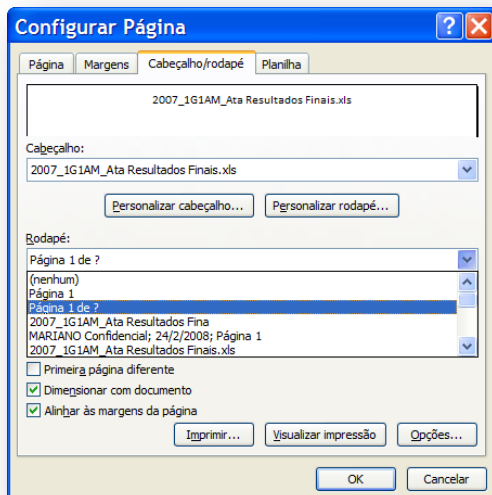 Configurar Página
Página Margens Cabeçalho/rodapé Planilha
2007_1G1AM_Ata Resultados Finais.xls
Cabeçalho:
2007_1G1AM_Ata Resultados Finais.xls
Personalizar cabeçalho... Personalizar rodapé...
Rodapé:
Página 1 de ?
(nenhum)
Página 1
Página 1 de ?
2007_1G1AM_Ata Resultados Fina
MARIANO Confidencial; 24/2/2008; Página 1
2007_1G1AM_Ata Resultados Finais.xls
Primeira página diferente
Dimensionar com documento
Alinhar às margens da página
Imprimir... Visualizar impressão Opções...
OK Cancelar